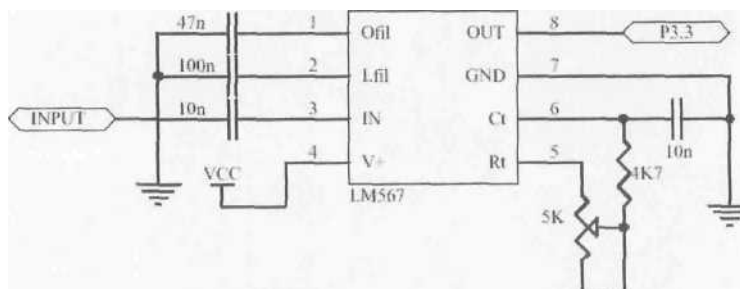 47n 1 Ofil OUT 8 P3.3
100n 2 Lfil GND 7
INPUT 10n 3 IN Ct 6
4 V+ Rt 5 10n
VCC 4K7
LM567 5K